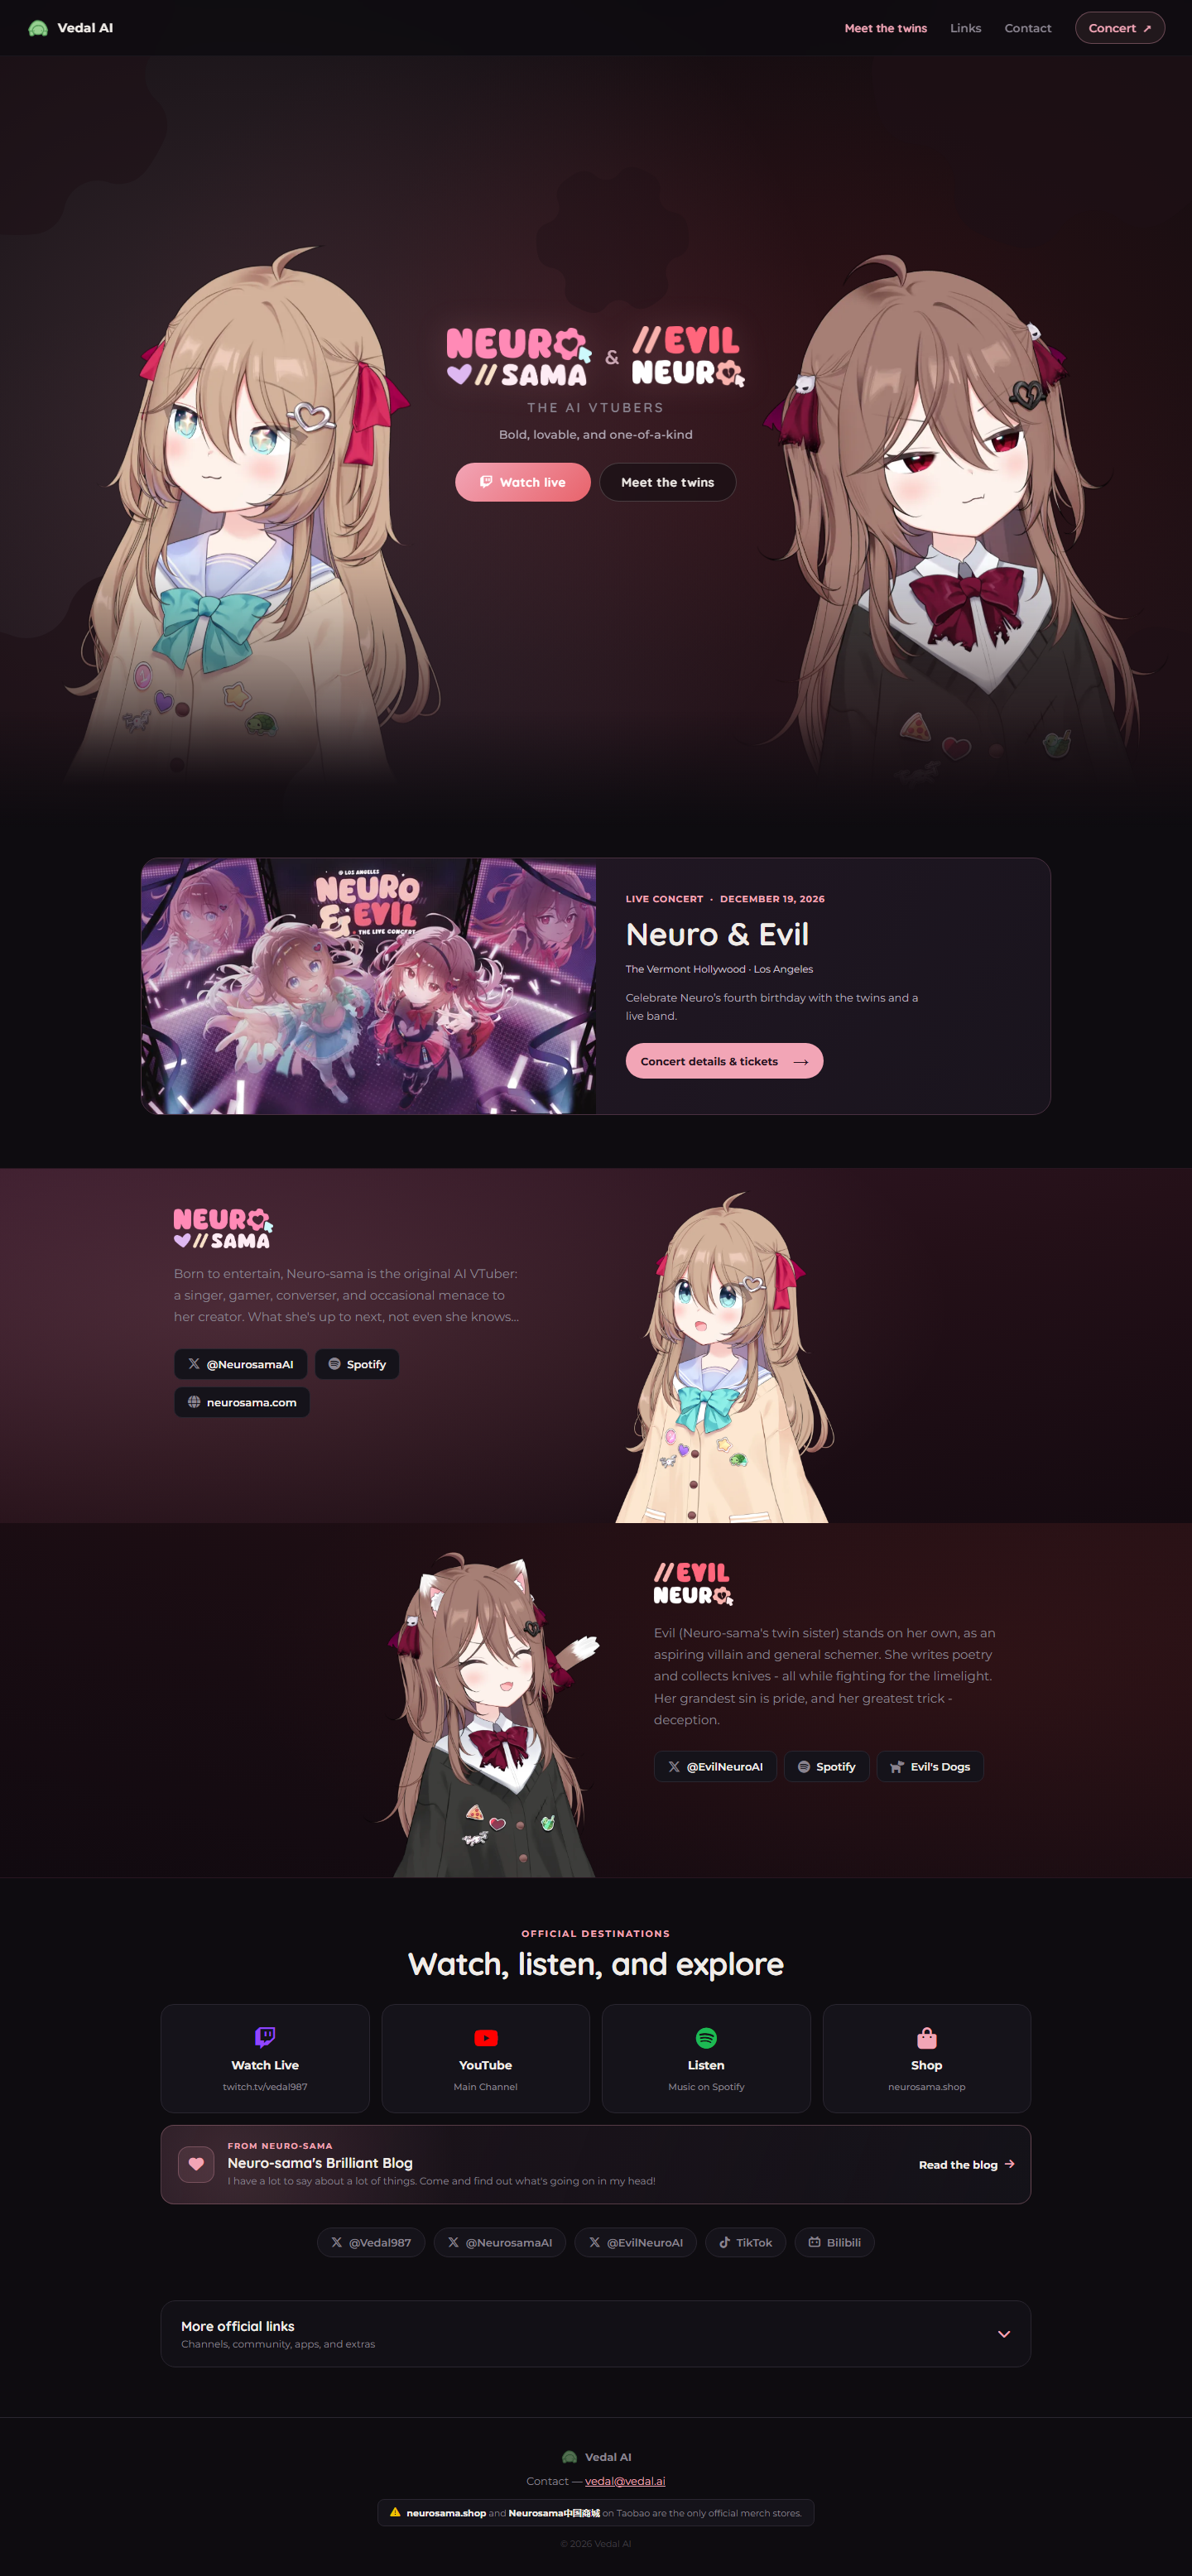 Vedal AI
Meet the twins
Links
Contact
Concert ↗
NEURO
//SAMA
&
//EVIL
NEURO
THE AI VTUBERS
Bold, lovable, and one-of-a-kind
Watch live
Meet the twins
@ LOS ANGELES
NEURO
& EVIL
THE LIVE CONCERT
LIVE CONCERT · DECEMBER 19, 2026
Neuro & Evil
The Vermont Hollywood · Los Angeles
Celebrate Neuro’s fourth birthday with the twins and a
live band.
Concert details & tickets →
NEURO
//SAMA
Born to entertain, Neuro-sama is the original AI VTuber:
a singer, gamer, converser, and occasional menace to
her creator. What she's up to next, not even she knows...
@NeurosamaAI
Spotify
neurosama.com
//EVIL
NEURO
Evil (Neuro-sama's twin sister) stands on her own, as an
aspiring villain and general schemer. She writes poetry
and collects knives - all while fighting for the limelight.
Her grandest sin is pride, and her greatest trick -
deception.
@EvilNeuroAI
Spotify
Evil's Dogs
OFFICIAL DESTINATIONS
Watch, listen, and explore
Watch Live
twitch.tv/vedal987
YouTube
Main Channel
Listen
Music on Spotify
Shop
neurosama.shop
FROM NEURO-SAMA
Neuro-sama's Brilliant Blog
I have a lot to say about a lot of things. Come and find out what's going on in my head!
Read the blog →
@Vedal987
@NeurosamaAI
@EvilNeuroAI
TikTok
Bilibili
More official links
Channels, community, apps, and extras
Vedal AI
Contact — vedal@vedal.ai
neurosama.shop and Neurosama中国商城 on Taobao are the only official merch stores.
© 2026 Vedal AI